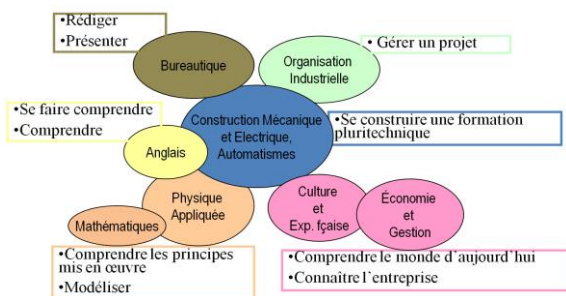 •Rédiger
•Présenter
Bureautique
Organisation
Industrielle
•Gérer un projet
•Se faire comprendre
•Comprendre
Anglais
Construction Mécanique
et Electrique,
Automatismes
•Se construire une formation
pluritechnique
Physique
Appliquée
Mathématiques
Culture
et
Exp. fçaise
Économie
et
Gestion
•Comprendre les principes
mis en œuvre
•Modéliser
•Comprendre le monde d'aujourd'hui
•Connaître l'entreprise